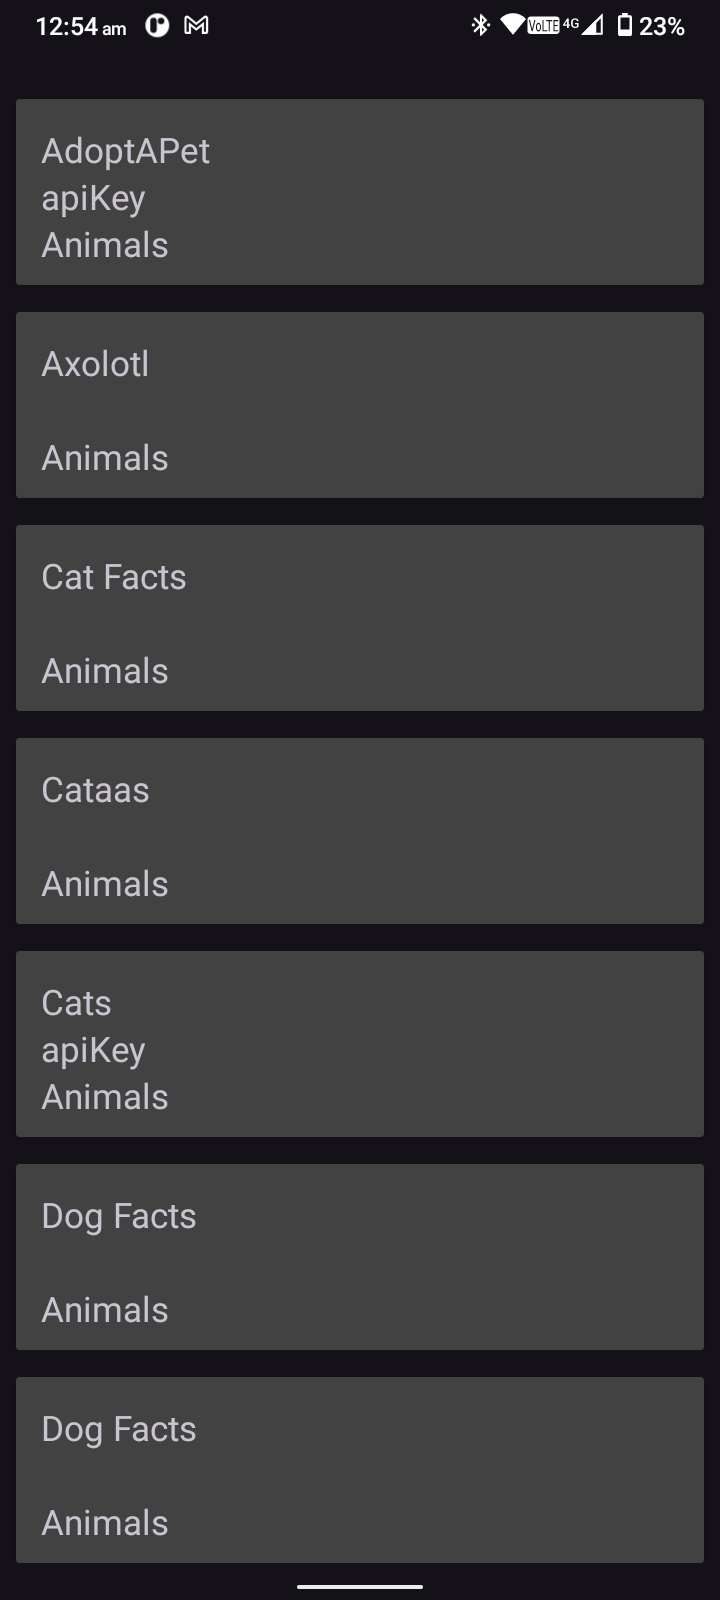 12:54 am VoLTE 4G 23%
AdoptAPet
apiKey
Animals
Axolotl
Animals
Cat Facts
Animals
Cataas
Animals
Cats
apiKey
Animals
Dog Facts
Animals
Dog Facts
Animals